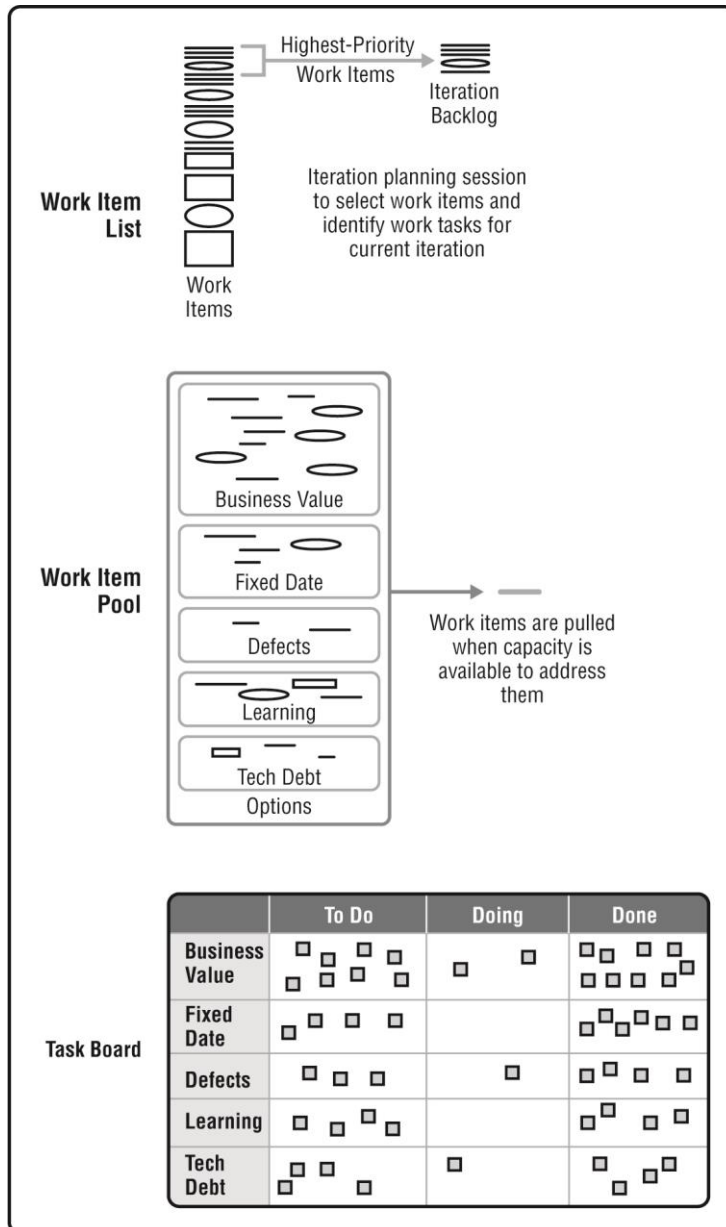 Highest-Priority
Work Items
Iteration
Backlog
Work Item
List
Iteration planning session
to select work items and
identify work tasks for
current iteration
Work
Items
Business Value
Work Item
Pool
Fixed Date
Defects
Learning
Tech Debt
Options
Work items are pulled
when capacity is
available to address
them
Task Board
To Do Doing Done
Business
Value
Fixed
Date
Defects
Learning
Tech
Debt